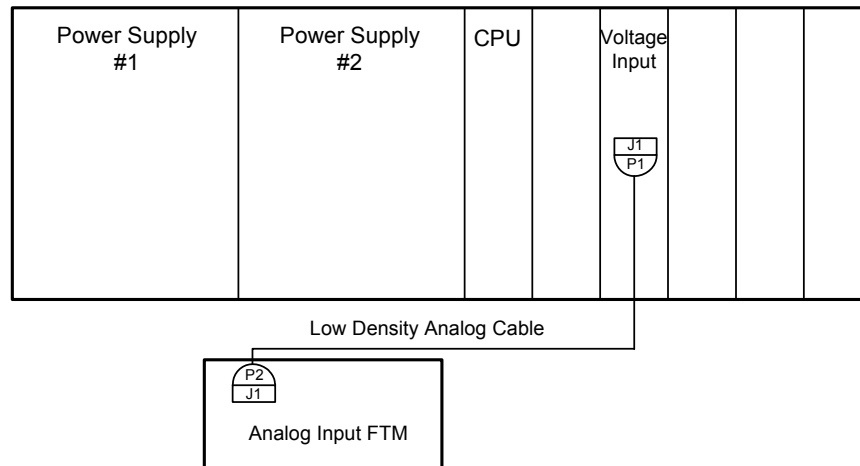 Power Supply
#1
Power Supply
#2
CPU
Voltage
Input
J1
P1
Low Density Analog Cable
P2
J1
Analog Input FTM